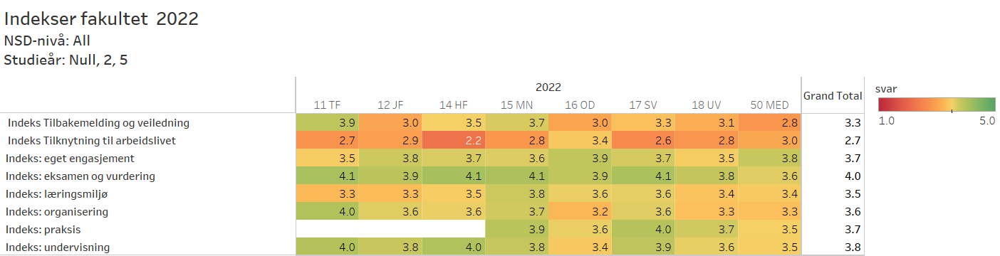 Indekser fakultet 2022
NSD-nivå: All
Studieår: Null, 2, 5
2022 Grand Total
11 TF 12 JF 14 HF 15 MN 16 OD 17 SV 18 UV 50 MED
Indeks Tilbakemelding og veiledning 3.9 3.0 3.5 3.7 3.0 3.3 3.1 2.8 3.3
Indeks Tilknytning til arbeidslivet 2.7 2.9 2.2 2.8 3.4 2.6 2.8 3.0 2.7
Indeks: eget engasjement 3.5 3.8 3.7 3.6 3.9 3.7 3.5 3.8 3.7
Indeks: eksamen og vurdering 4.1 3.9 4.1 4.1 3.9 4.1 3.8 3.6 4.0
Indeks: læringsmiljø 3.3 3.3 3.5 3.8 3.6 3.6 3.4 3.4 3.5
Indeks: organisering 4.0 3.6 3.6 3.7 3.2 3.6 3.3 3.3 3.6
Indeks: praksis 3.9 3.6 4.0 3.7 3.5 3.7
Indeks: undervisning 4.0 3.8 4.0 3.8 3.4 3.9 3.6 3.5 3.8
svar
1.0 5.0